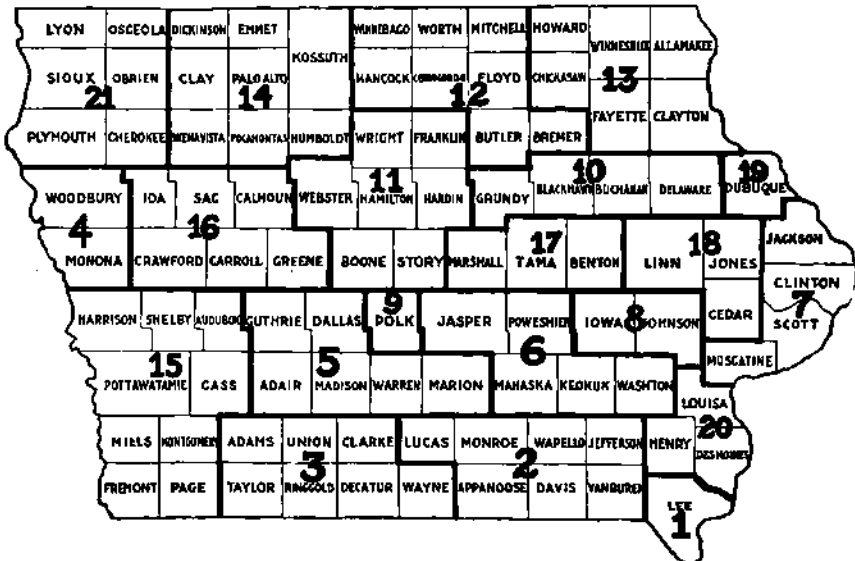 LYON OSCEOLA DICKINSON EMMET WINNEBAGO WORTH MITCHELL HOWARD
KOSSUTH WINNESHIEK ALLAMAKEE
SIOUX OBRIEN CLAY PALO ALTO HANCOCK FLOYD CHICKASAW 13
21 14 12
PLYMOUTH CHEROKEE BUENAVISTA POCAHONTAS HUMBOLDT WRIGHT FRANKLIN BUTLER BREMER FAYETTE CLAYTON
10 19
WOODBURY IDA SAC CALHOUN WEBSTER 11 HAMILTON HARDIN GRUNDY BLACKHAWK BUCHANAN DELAWARE DUBUQUE
4 16 17 18 JACKSON
MONONA CRAWFORD CARROLL GREENE BOONE STORY MARSHALL TAMA BENTON LINN JONES
CLINTON
9 7
HARRISON SHELBY AUDUBON GUTHRIE DALLAS POLK JASPER POWESHIEK IOWA 8 JOHNSON CEDAR SCOTT
15 5 6 MUSCATINE
POTTAWATAMIE CASS ADAIR MADISON WARREN MARION MAHASKA KEOKUK WASHTON
LOUISA
20
MILLS MONTGOMERY ADAMS UNION CLARKE LUCAS MONROE WAPELLO JEFFERSON HENRY DESMOINES
3 2
FREMONT PAGE TAYLOR RINGGOLD DECATUR WAYNE APPANOOSE DAVIS VANBUREN
LEE
1